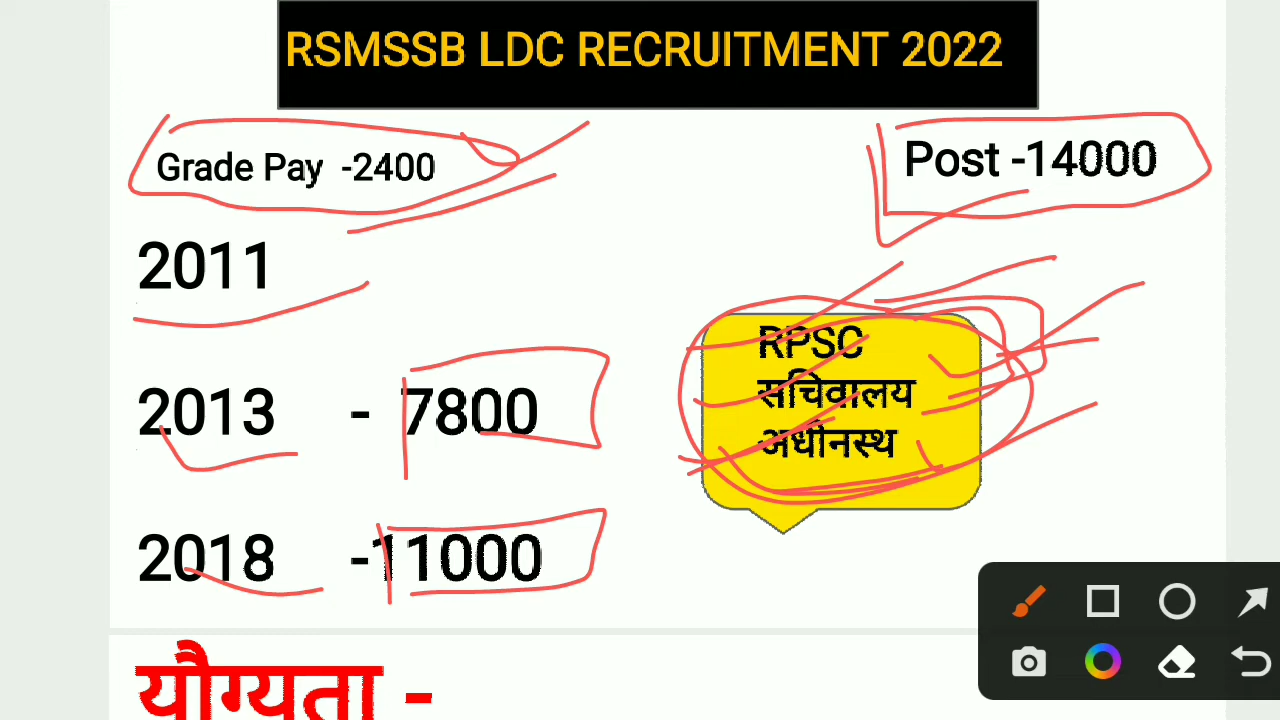 RSMSSB LDC RECRUITMENT 2022
Grade Pay -2400
Post -14000
2011
2013 - 7800
2018 -11000
RPSC
सचिवालय
अधीनस्थ
यौग्यता -